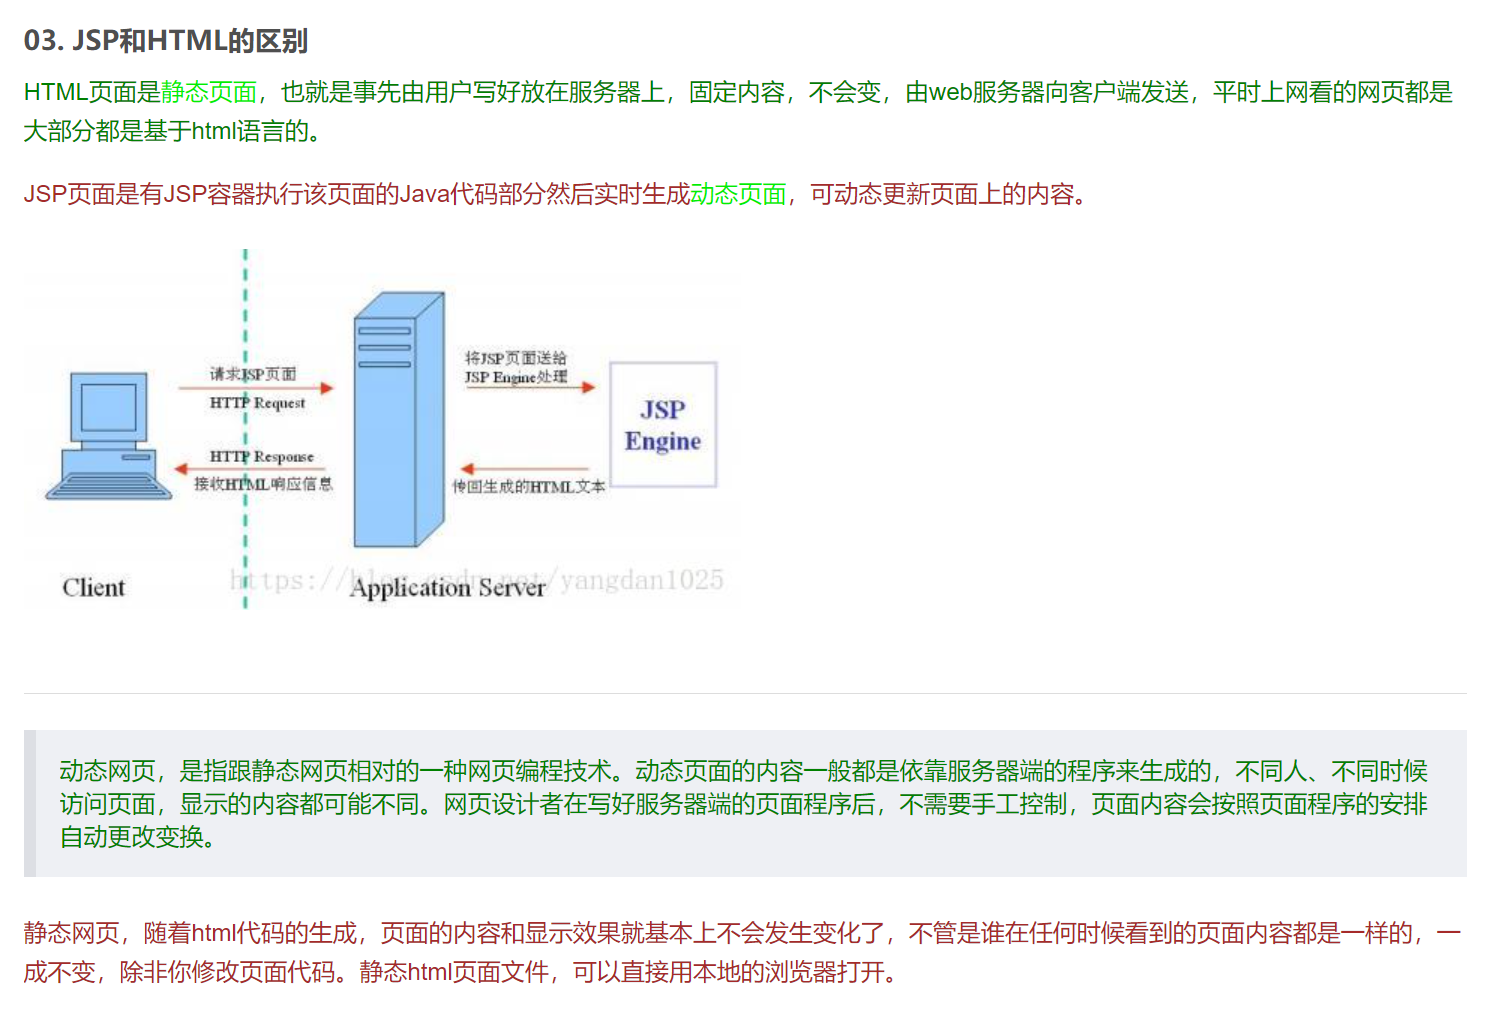 03. JSP和HTML的区别
HTML页面是静态页面，也就是事先由用户写好放在服务器上，固定内容，不会变，由web服务器向客户端发送，平时上网看的网页都是
大部分都是基于html语言的。
JSP页面是有JSP容器执行该页面的Java代码部分然后实时生成动态页面，可动态更新页面上的内容。
请求JSP页面
HTTP Request
HTTP Response
接收HTML响应信息
将JSP页面送给
JSP Engine处理
传回生成的HTML文本
JSP
Engine
Client
Application Server
https://blog.csdn.net/yangdan1025
动态网页，是指跟静态网页相对的一种网页编程技术。动态页面的内容一般都是依靠服务器端的程序来生成的，不同人、不同时候
访问页面，显示的内容都可能不同。网页设计者在写好服务器端的页面程序后，不需要手工控制，页面内容会按照页面程序的安排
自动更改变换。
静态网页，随着html代码的生成，页面的内容和显示效果就基本上不会发生变化了，不管是谁在任何时候看到的页面内容都是一样的，一
成不变，除非你修改页面代码。静态html页面文件，可以直接用本地的浏览器打开。